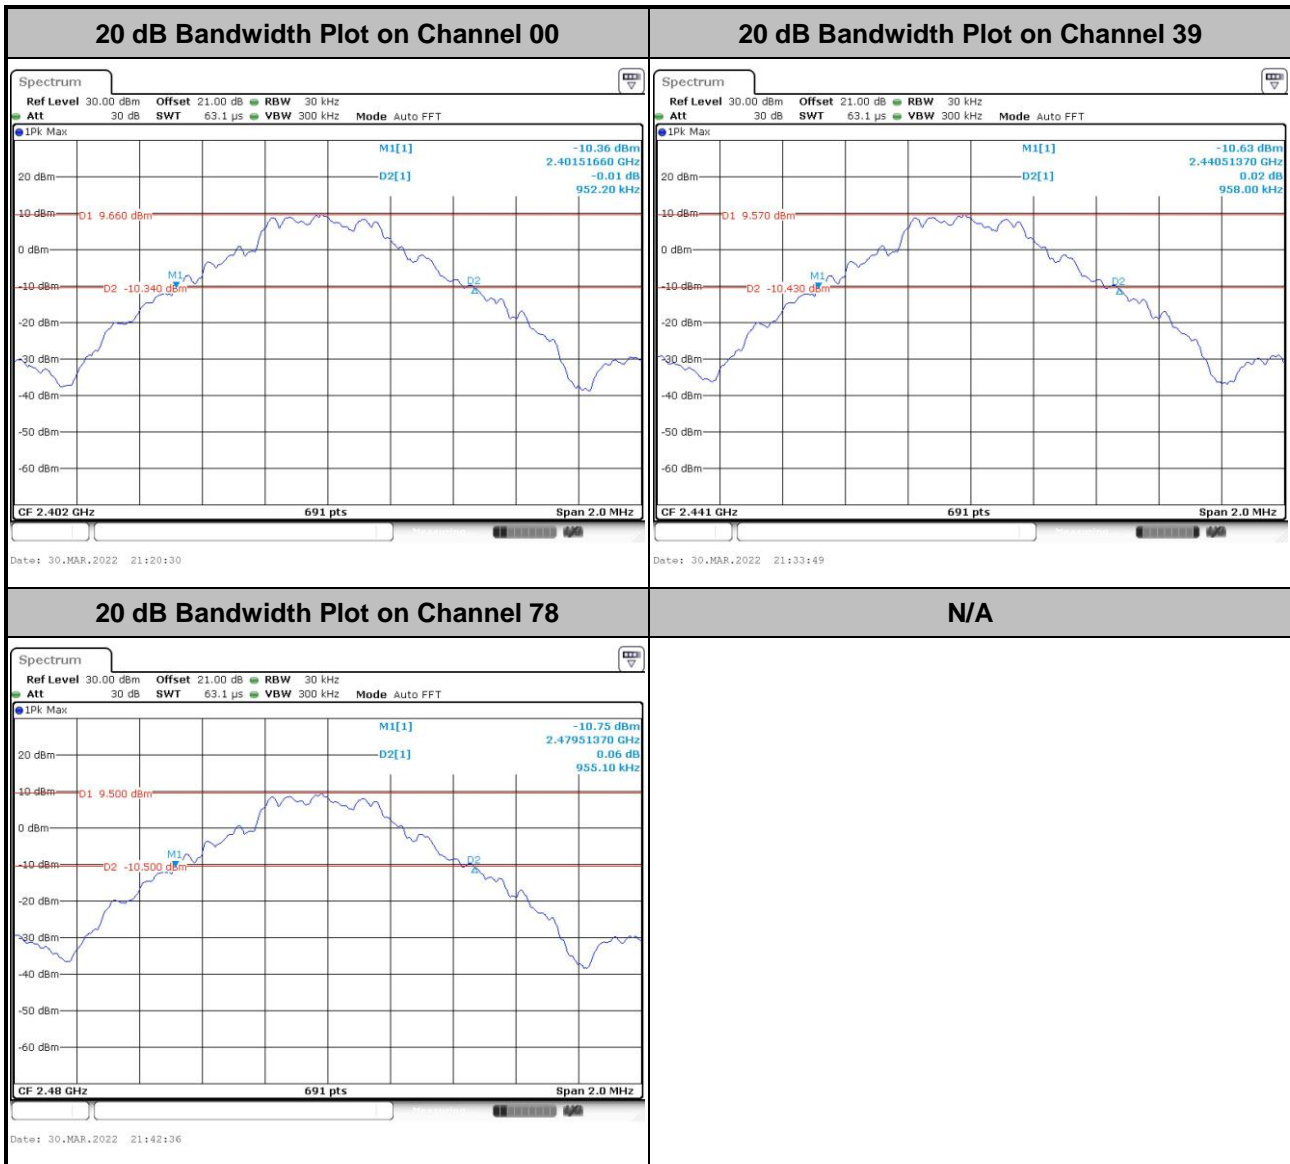 20 dB Bandwidth Plot on Channel 00
Spectrum
Ref Level 30.00 dBm Offset 21.00 dB RBW 30 kHz
Att 30 dB SWT 63.1 µs VBW 300 kHz Mode Auto FFT
1Pk Max
M1[1] -10.36 dBm
2.40151660 GHz
D2[1] -0.01 dB
952.20 kHz
20 dBm
10 dBm
D1 9.660 dBm
0 dBm
M1
D2
-10 dBm
D2 -10.340 dBm
-20 dBm
-30 dBm
-40 dBm
-50 dBm
-60 dBm
CF 2.402 GHz 691 pts Span 2.0 MHz
Date: 30.MAR.2022 21:20:30
20 dB Bandwidth Plot on Channel 39
Spectrum
Ref Level 30.00 dBm Offset 21.00 dB RBW 30 kHz
Att 30 dB SWT 63.1 µs VBW 300 kHz Mode Auto FFT
1Pk Max
M1[1] -10.63 dBm
2.44051370 GHz
D2[1] 0.02 dB
958.00 kHz
20 dBm
10 dBm
D1 9.570 dBm
0 dBm
M1
D2
-10 dBm
D2 -10.430 dBm
-20 dBm
-30 dBm
-40 dBm
-50 dBm
-60 dBm
CF 2.441 GHz 691 pts Span 2.0 MHz
Date: 30.MAR.2022 21:33:49
20 dB Bandwidth Plot on Channel 78
Spectrum
Ref Level 30.00 dBm Offset 21.00 dB RBW 30 kHz
Att 30 dB SWT 63.1 µs VBW 300 kHz Mode Auto FFT
1Pk Max
M1[1] -10.75 dBm
2.47951370 GHz
D2[1] 0.06 dB
955.10 kHz
20 dBm
10 dBm
D1 9.500 dBm
0 dBm
M1
D2
-10 dBm
D2 -10.500 dBm
-20 dBm
-30 dBm
-40 dBm
-50 dBm
-60 dBm
CF 2.48 GHz 691 pts Span 2.0 MHz
Date: 30.MAR.2022 21:42:36
N/A